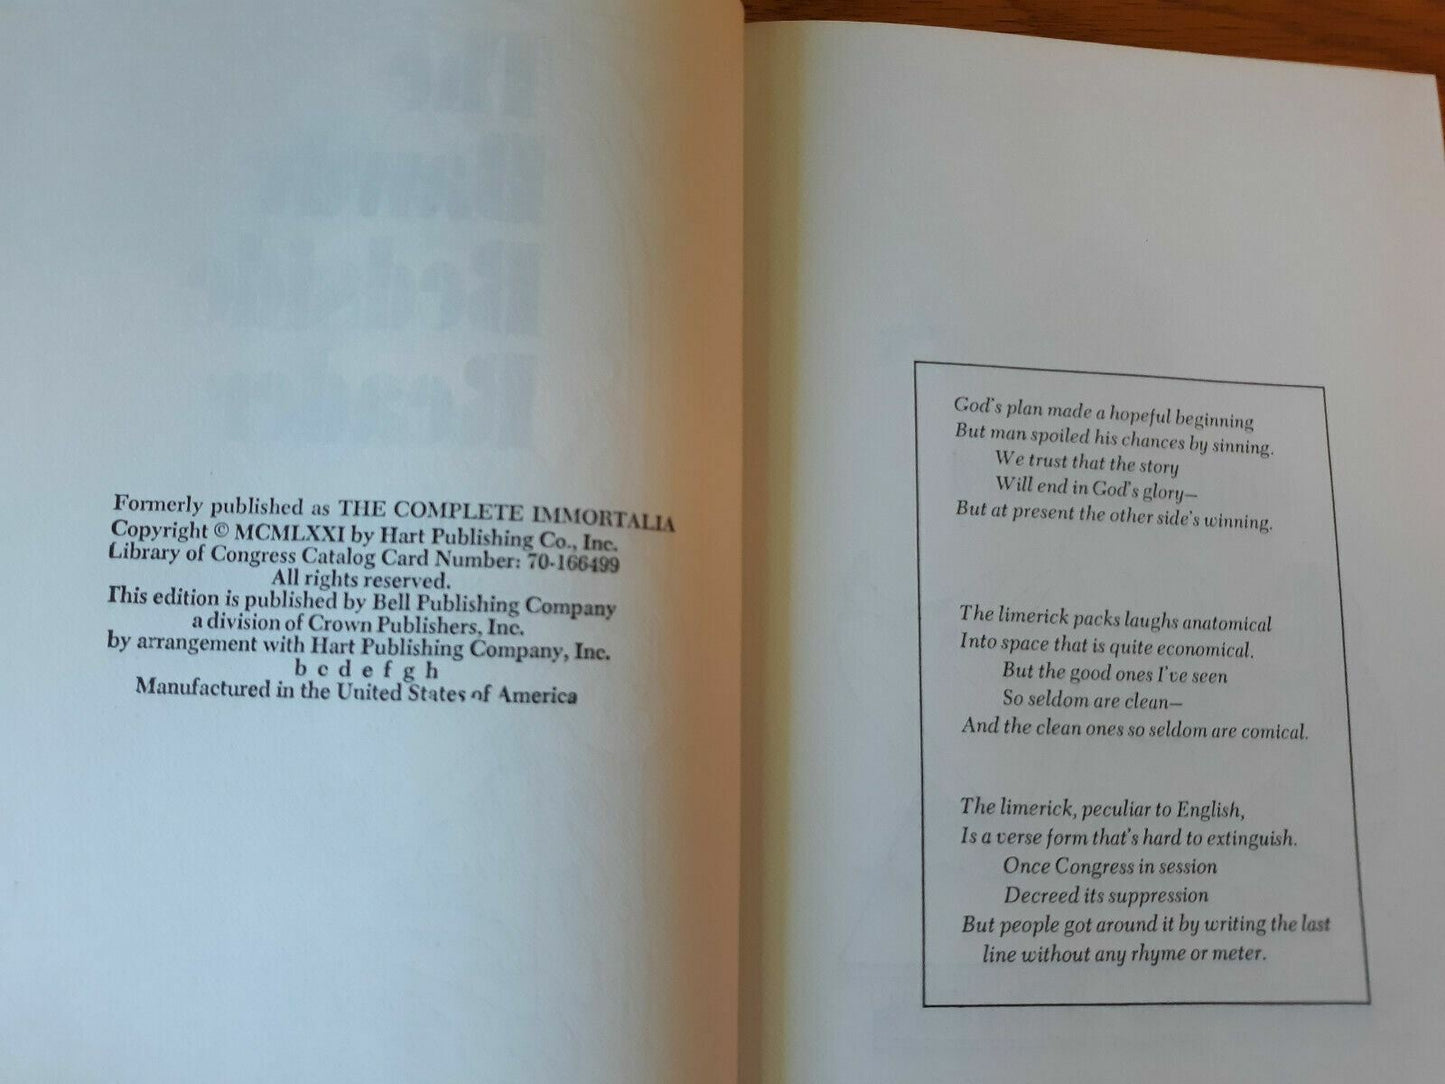 Formerly published as THE COMPLETE IMMORTALIA
Copyright © MCMLXXI by Hart Publishing Co., Inc.
Library of Congress Catalog Card Number: 70-166499
All rights reserved.
This edition is published by Bell Publishing Company
a division of Crown Publishers, Inc.
by arrangement with Hart Publishing Company, Inc.
b c d e f g h
Manufactured in the United States of America
God's plan made a hopeful beginning
But man spoiled his chances by sinning.
We trust that the story
Will end in God's glory—
But at present the other side's winning.
The limerick packs laughs anatomical
Into space that is quite economical.
But the good ones I've seen
So seldom are clean—
And the clean ones so seldom are comical.
The limerick, peculiar to English,
Is a verse form that's hard to extinguish.
Once Congress in session
Decreed its suppression
But people got around it by writing the last
line without any rhyme or meter.